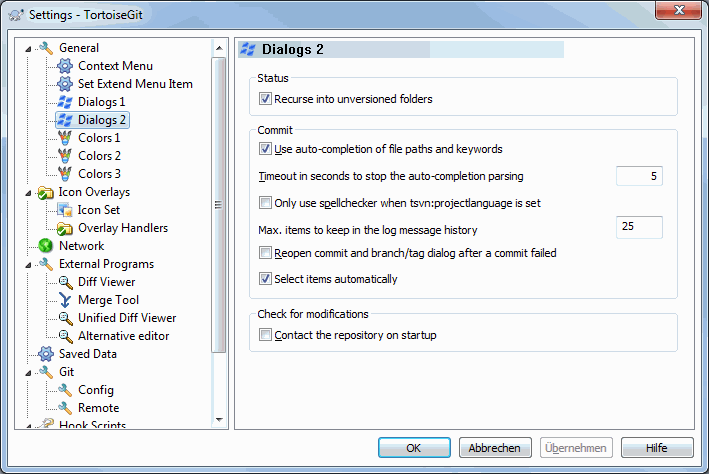 Settings - TortoiseGit
General
Context Menu
Set Extend Menu Item
Dialogs 1
Dialogs 2
Colors 1
Colors 2
Colors 3
Icon Overlays
Icon Set
Overlay Handlers
Network
External Programs
Diff Viewer
Merge Tool
Unified Diff Viewer
Alternative editor
Saved Data
Git
Config
Remote
Hook Scripts
Dialogs 2
Status
Recurse into unversioned folders
Commit
Use auto-completion of file paths and keywords
Timeout in seconds to stop the auto-completion parsing 5
Only use spellchecker when tsvn:projectlanguage is set
Max. items to keep in the log message history 25
Reopen commit and branch/tag dialog after a commit failed
Select items automatically
Check for modifications
Contact the repository on startup
OK Abbrechen Übernehmen Hilfe